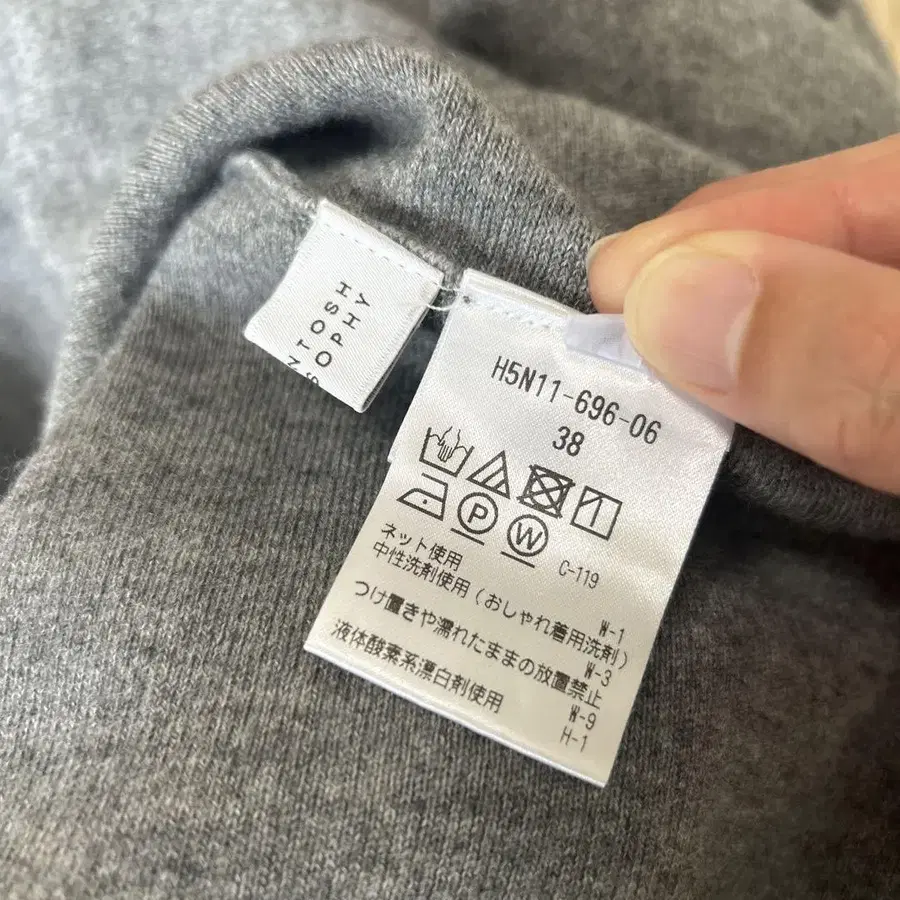 NTOSH
SOPHY
H5N11-696-06
38
P
W
C-119
ネット使用 W-1
中性洗剤使用（おしゃれ着用洗剤） W-3
つけ置きや濡れたままの放置禁止 W-9
液体酸素系漂白剤使用 H-1